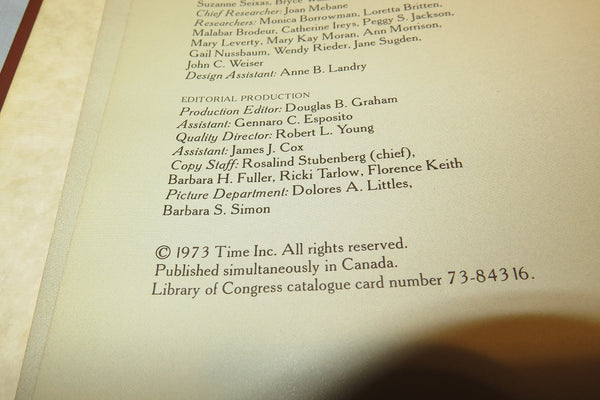 Suzanne Seixas, Bryce
Chief Researcher: Joan Mebane
Researchers: Monica Borrowman, Loretta Britten,
Malabar Brodeur, Catherine Ireys, Peggy S. Jackson,
Mary Leverty, Mary Kay Moran, Ann Morrison,
Gail Nussbaum, Wendy Rieder, Jane Sugden,
John C. Weiser
Design Assistant: Anne B. Landry
EDITORIAL PRODUCTION
Production Editor: Douglas B. Graham
Assistant: Gennaro C. Esposito
Quality Director: Robert L. Young
Assistant: James J. Cox
Copy Staff: Rosalind Stubenberg (chief),
Barbara H. Fuller, Ricki Tarlow, Florence Keith
Picture Department: Dolores A. Littles,
Barbara S. Simon
© 1973 Time Inc. All rights reserved.
Published simultaneously in Canada.
Library of Congress catalogue card number 73-84316.